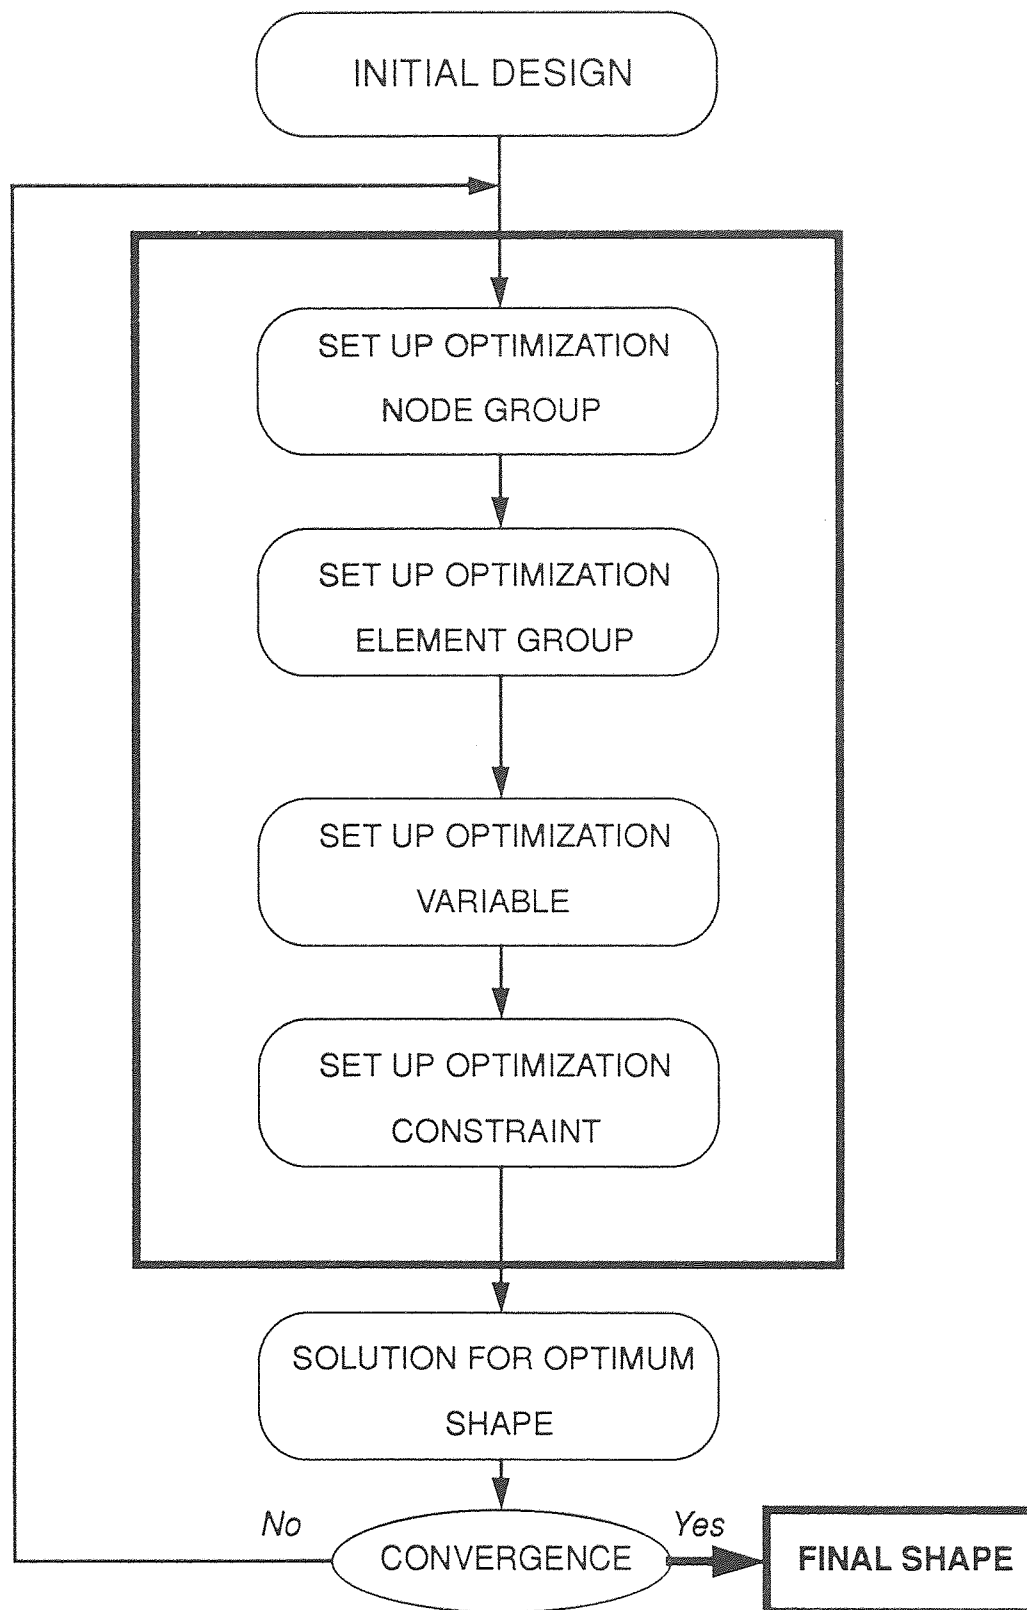 INITIAL DESIGN
SET UP OPTIMIZATION
NODE GROUP
SET UP OPTIMIZATION
ELEMENT GROUP
SET UP OPTIMIZATION
VARIABLE
SET UP OPTIMIZATION
CONSTRAINT
SOLUTION FOR OPTIMUM
SHAPE
No
Yes
CONVERGENCE
FINAL SHAPE